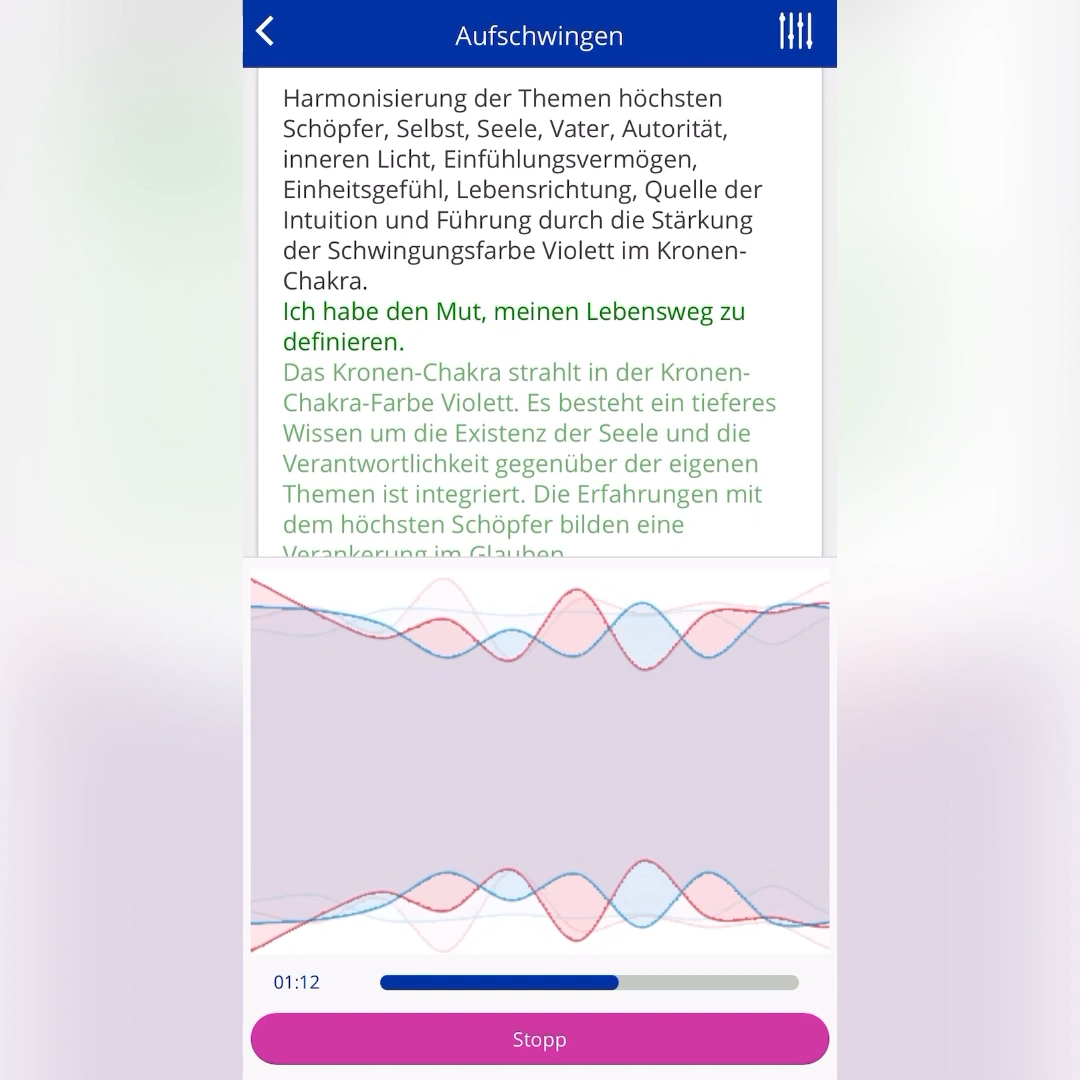 Aufschwingen
Harmonisierung der Themen höchsten
Schöpfer, Selbst, Seele, Vater, Autorität,
inneren Licht, Einfühlungsvermögen,
Einheitsgefühl, Lebensrichtung, Quelle der
Intuition und Führung durch die Stärkung
der Schwingungsfarbe Violett im Kronen-
Chakra.
Ich habe den Mut, meinen Lebensweg zu
definieren.
Das Kronen-Chakra strahlt in der Kronen-
Chakra-Farbe Violett. Es besteht ein tieferes
Wissen um die Existenz der Seele und die
Verantwortlichkeit gegenüber der eigenen
Themen ist integriert. Die Erfahrungen mit
dem höchsten Schöpfer bilden eine
Verankerung im Glauben
01:12
Stopp